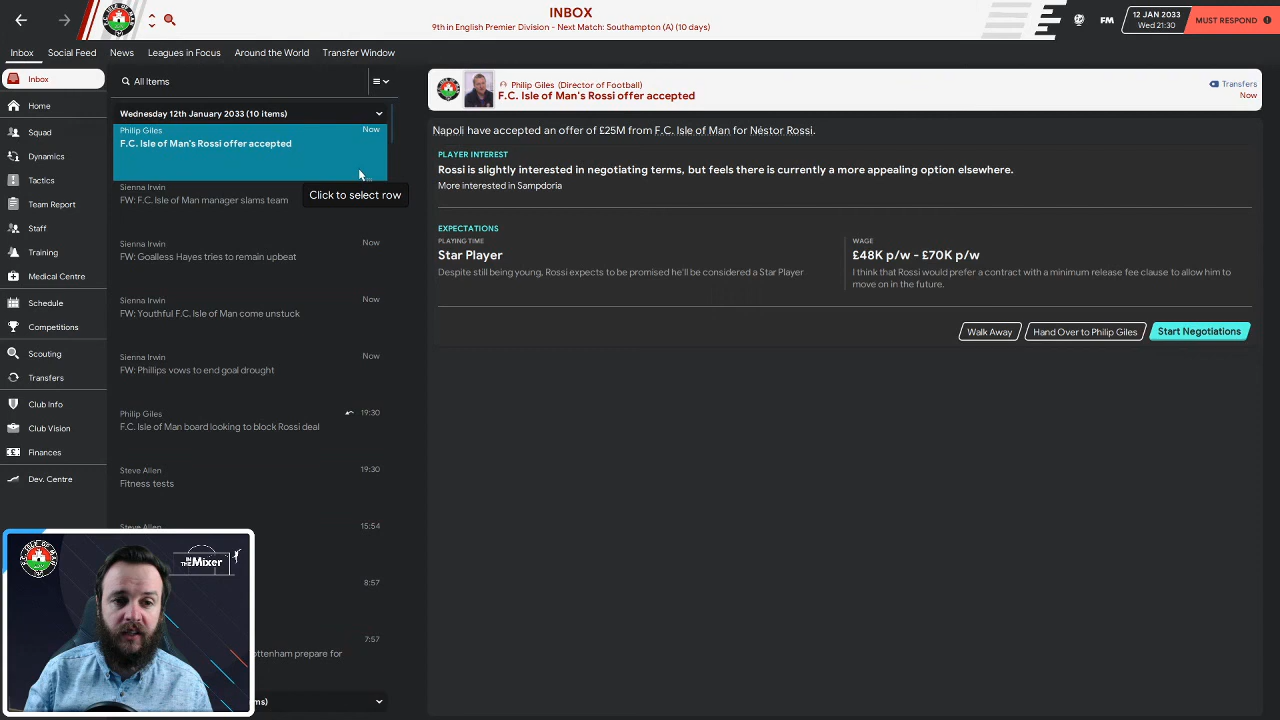 INBOX
9th in English Premier Division - Next Match: Southampton (A) (10 days)
FM
12 JAN 2033
Wed 21:30
MUST RESPOND
Inbox
Social Feed
News
Leagues in Focus
Around the World
Transfer Window
Inbox
Home
Squad
Dynamics
Tactics
Team Report
Staff
Training
Medical Centre
Schedule
Competitions
Scouting
Transfers
Club Info
Club Vision
Finances
Dev. Centre
All Items
Wednesday 12th January 2033 (10 items)
Philip Giles
Now
F.C. Isle of Man's Rossi offer accepted
Click to select row
Sienna Irwin
FW: F.C. Isle of Man manager slams team
Sienna Irwin
Now
FW: Goalless Hayes tries to remain upbeat
Sienna Irwin
Now
FW: Youthful F.C. Isle of Man come unstuck
Sienna Irwin
Now
FW: Phillips vows to end goal drought
Philip Giles
19:30
F.C. Isle of Man board looking to block Rossi deal
Steve Allen
19:30
Fitness tests
Steve Allen
15:54
8:57
7:57
ottenham prepare for
ms)
Philip Giles (Director of Football)
F.C. Isle of Man's Rossi offer accepted
Transfers
Now
Napoli have accepted an offer of £25M from F.C. Isle of Man for Néstor Rossi.
PLAYER INTEREST
Rossi is slightly interested in negotiating terms, but feels there is currently a more appealing option elsewhere.
More interested in Sampdoria
EXPECTATIONS
PLAYING TIME
Star Player
Despite still being young, Rossi expects to be promised he'll be considered a Star Player
WAGE
£48K p/w - £70K p/w
I think that Rossi would prefer a contract with a minimum release fee clause to allow him to
move on in the future.
Walk Away
Hand Over to Philip Giles
Start Negotiations
IN
THE Mixer